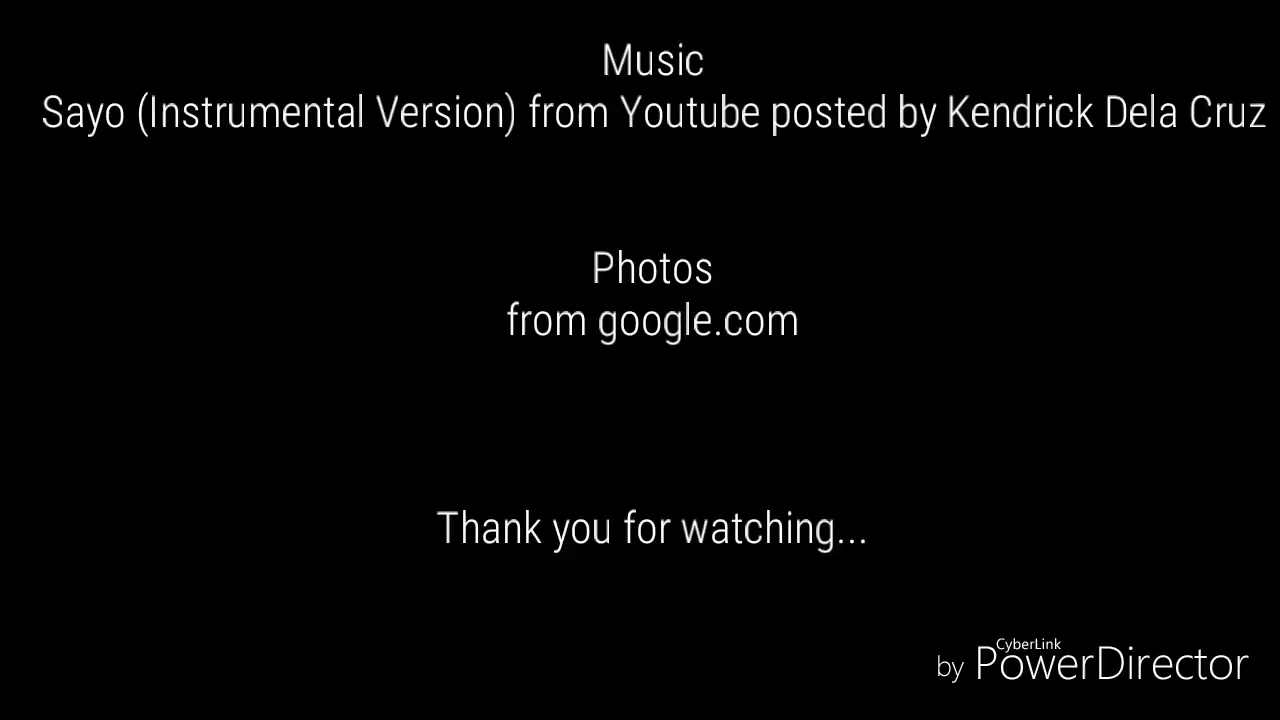 Music
Sayo (Instrumental Version) from Youtube posted by Kendrick Dela Cruz
Photos
from google.com
Thank you for watching...
CyberLink
by PowerDirector